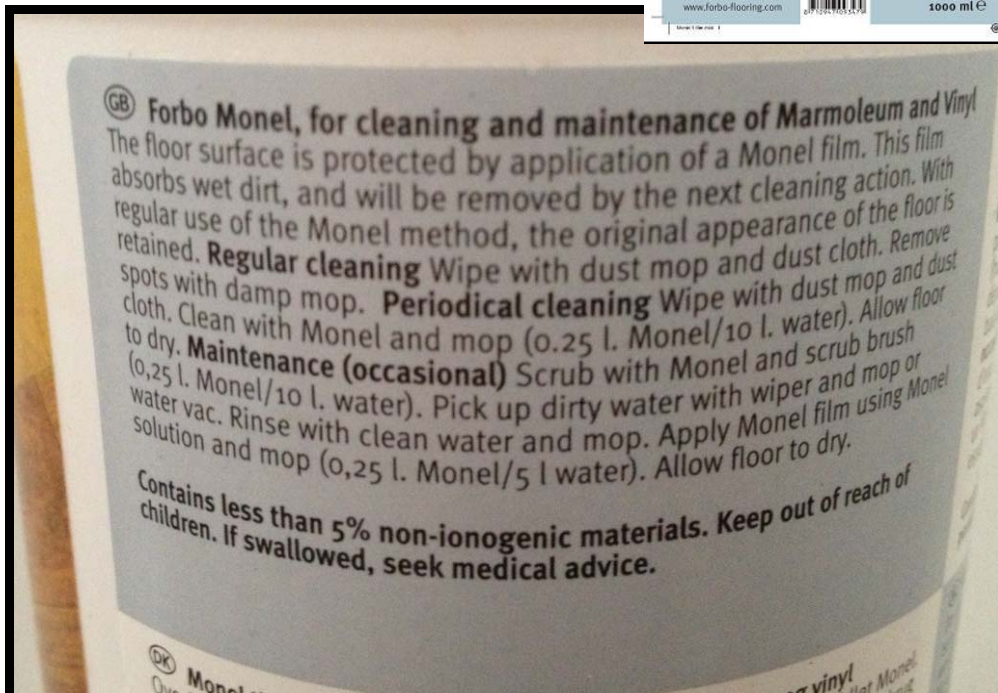 www.forbo-flooring.com
1000 ml e
GB Forbo Monel, for cleaning and maintenance of Marmoleum and Vinyl
The floor surface is protected by application of a Monel film. This film
absorbs wet dirt, and will be removed by the next cleaning action. With
regular use of the Monel method, the original appearance of the floor is
retained. Regular cleaning Wipe with dust mop and dust cloth. Remove
spots with damp mop. Periodical cleaning Wipe with dust mop and dust
cloth. Clean with Monel and mop (0.25 l. Monel/10 l. water). Allow floor
to dry. Maintenance (occasional) Scrub with Monel and scrub brush
(0,25 l. Monel/10 l. water). Pick up dirty water with wiper and mop or
water vac. Rinse with clean water and mop. Apply Monel film using Monel
solution and mop (0,25 l. Monel/5 l water). Allow floor to dry.
Contains less than 5% non-ionogenic materials. Keep out of reach of
children. If swallowed, seek medical advice.
DK Monel vinyl
Monel